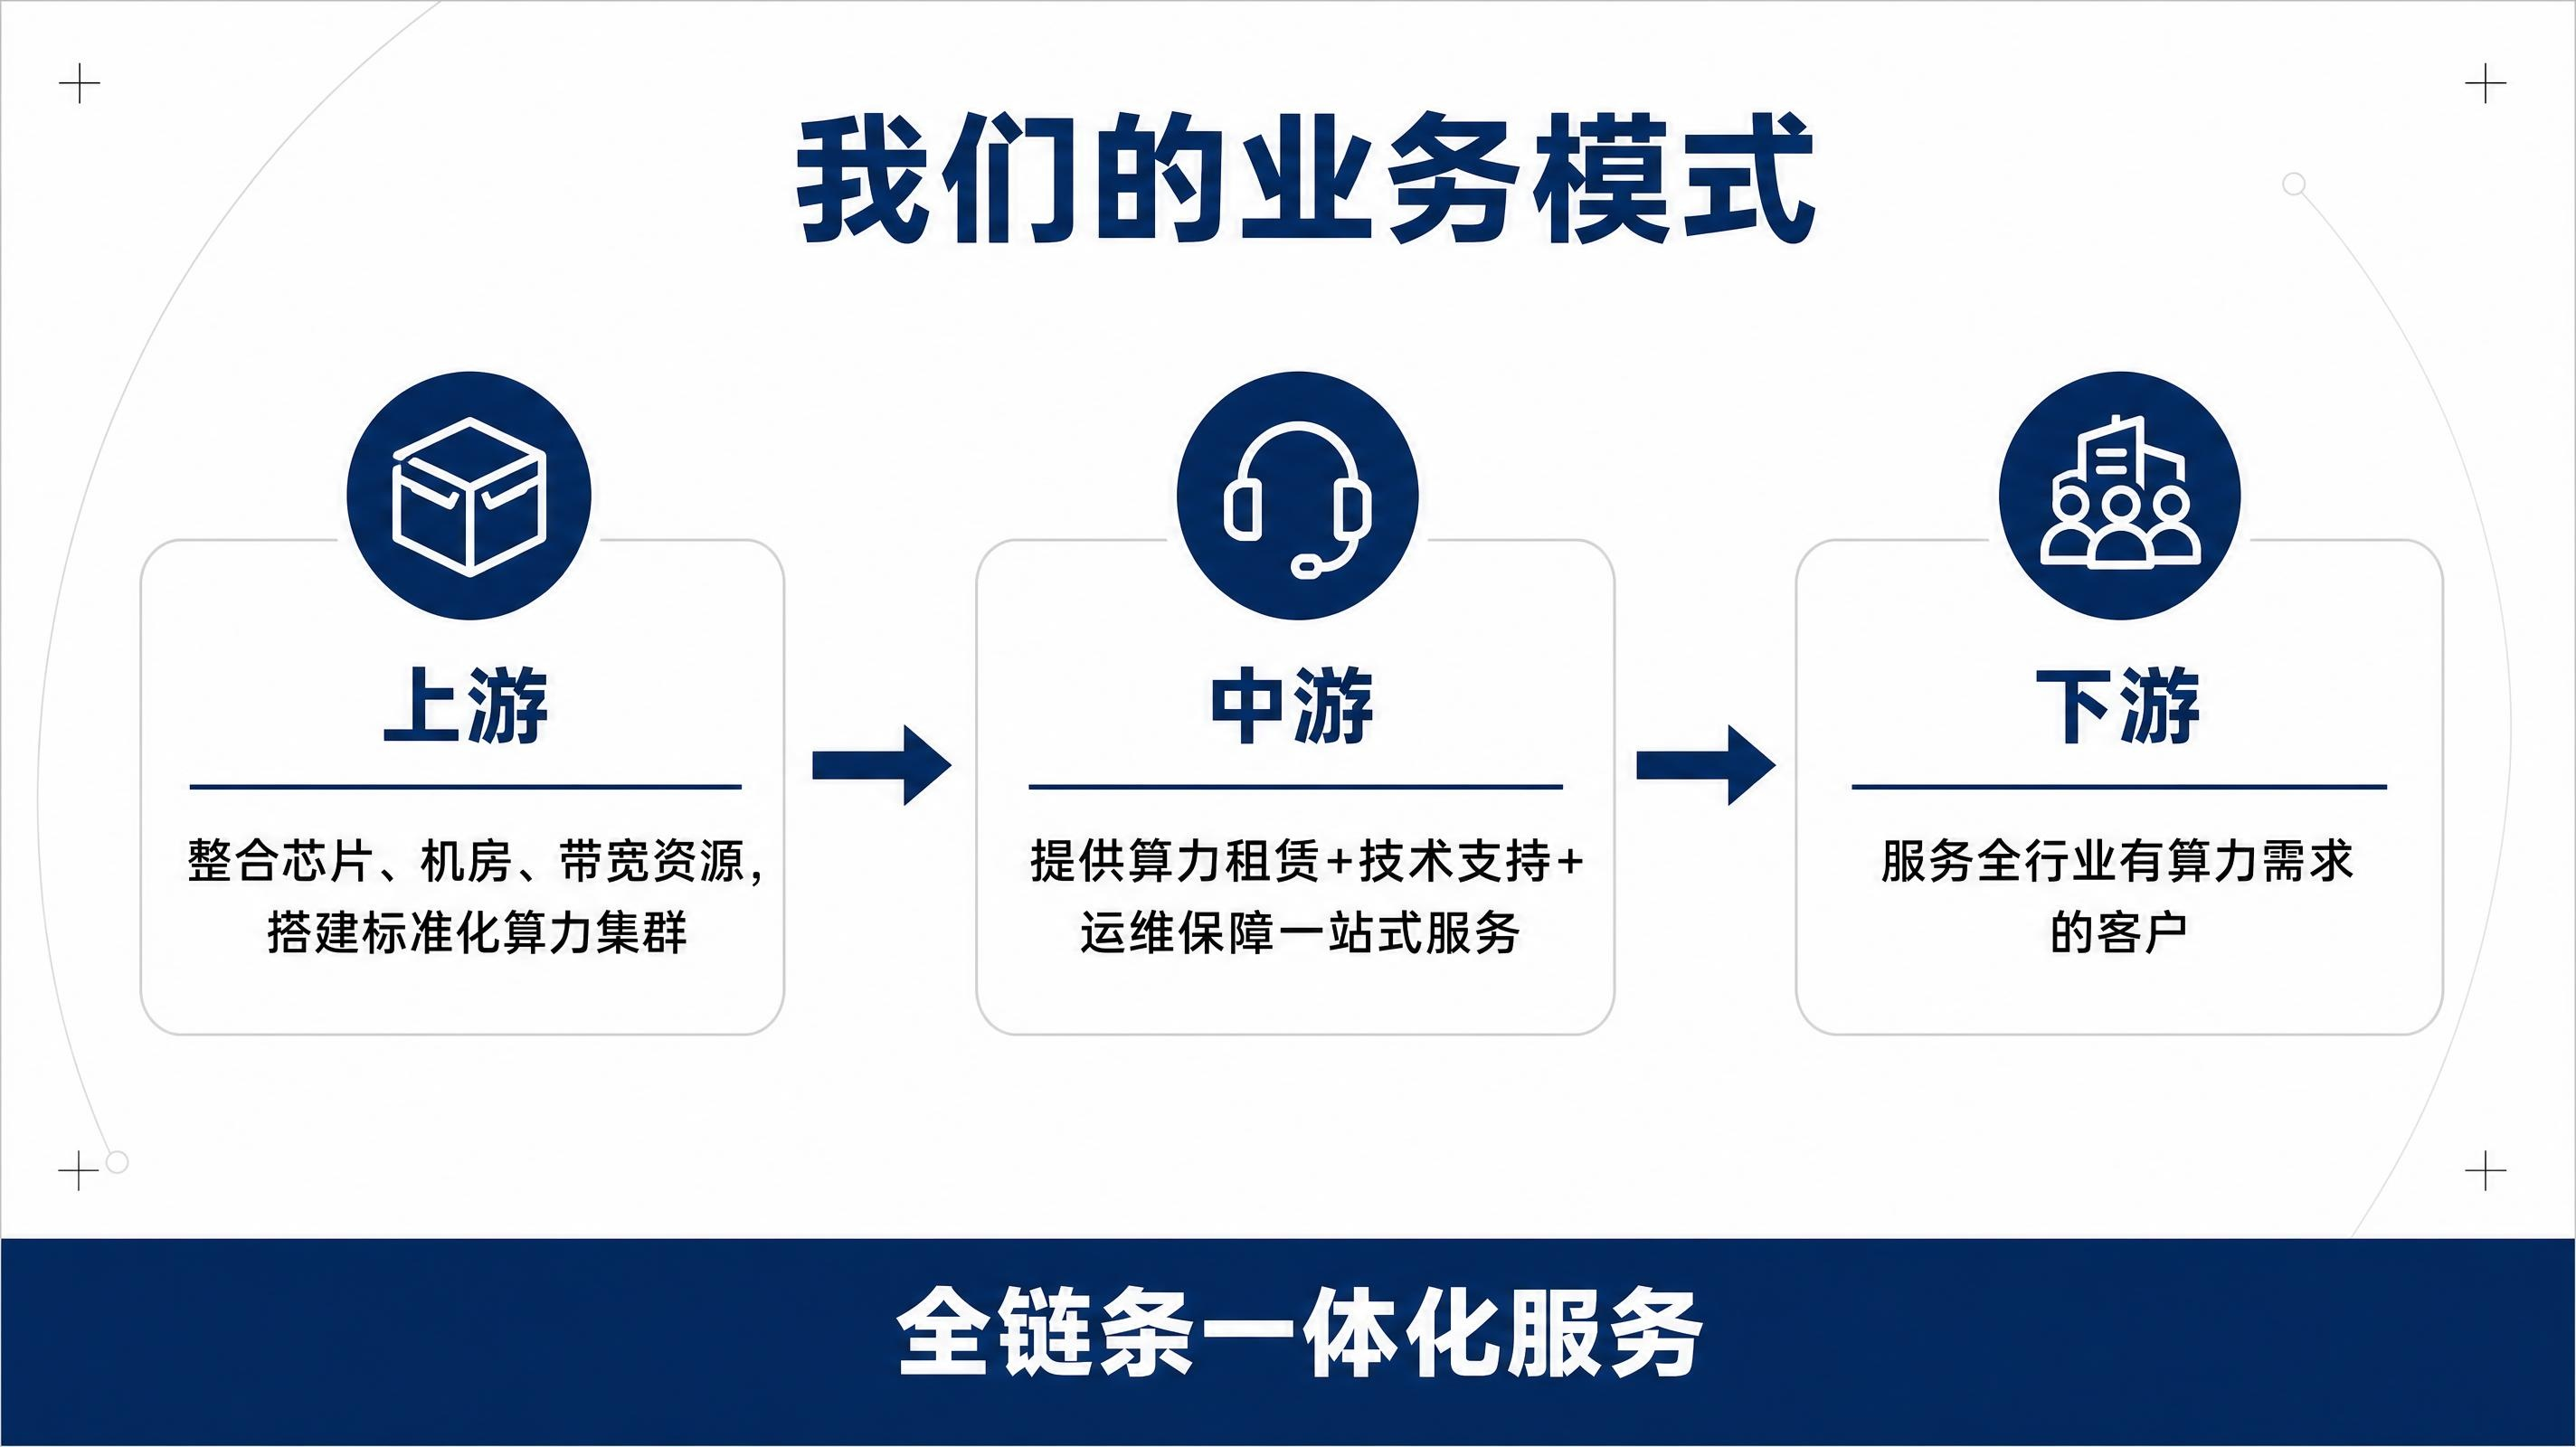 我们的业务模式
上游
整合芯片、机房、带宽资源，
搭建标准化算力集群
中游
提供算力租赁+技术支持+
运维保障一站式服务
下游
服务全行业有算力需求
的客户
全链条一体化服务